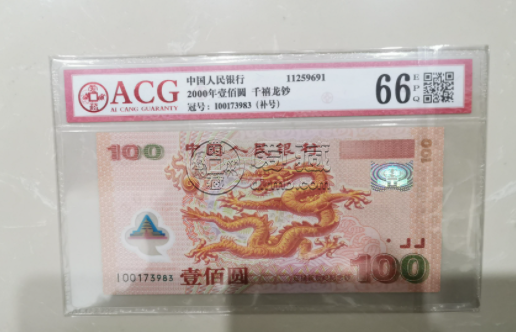 ACG
AI CANG GUARANTY
中国人民银行 11259691
2000年壹佰圆 千禧龙钞
冠号：I00173983（补号）
66 EPQ
100 中国人民银行
100
I00173983
壹佰圆
100